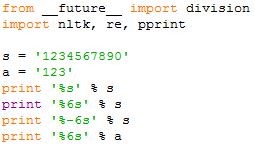 from __future__ import division
import nltk, re, pprint
s = '1234567890'
a = '123'
print '%s' % s
print '%6s' % s
print '%-6s' % s
print '%6s' % a